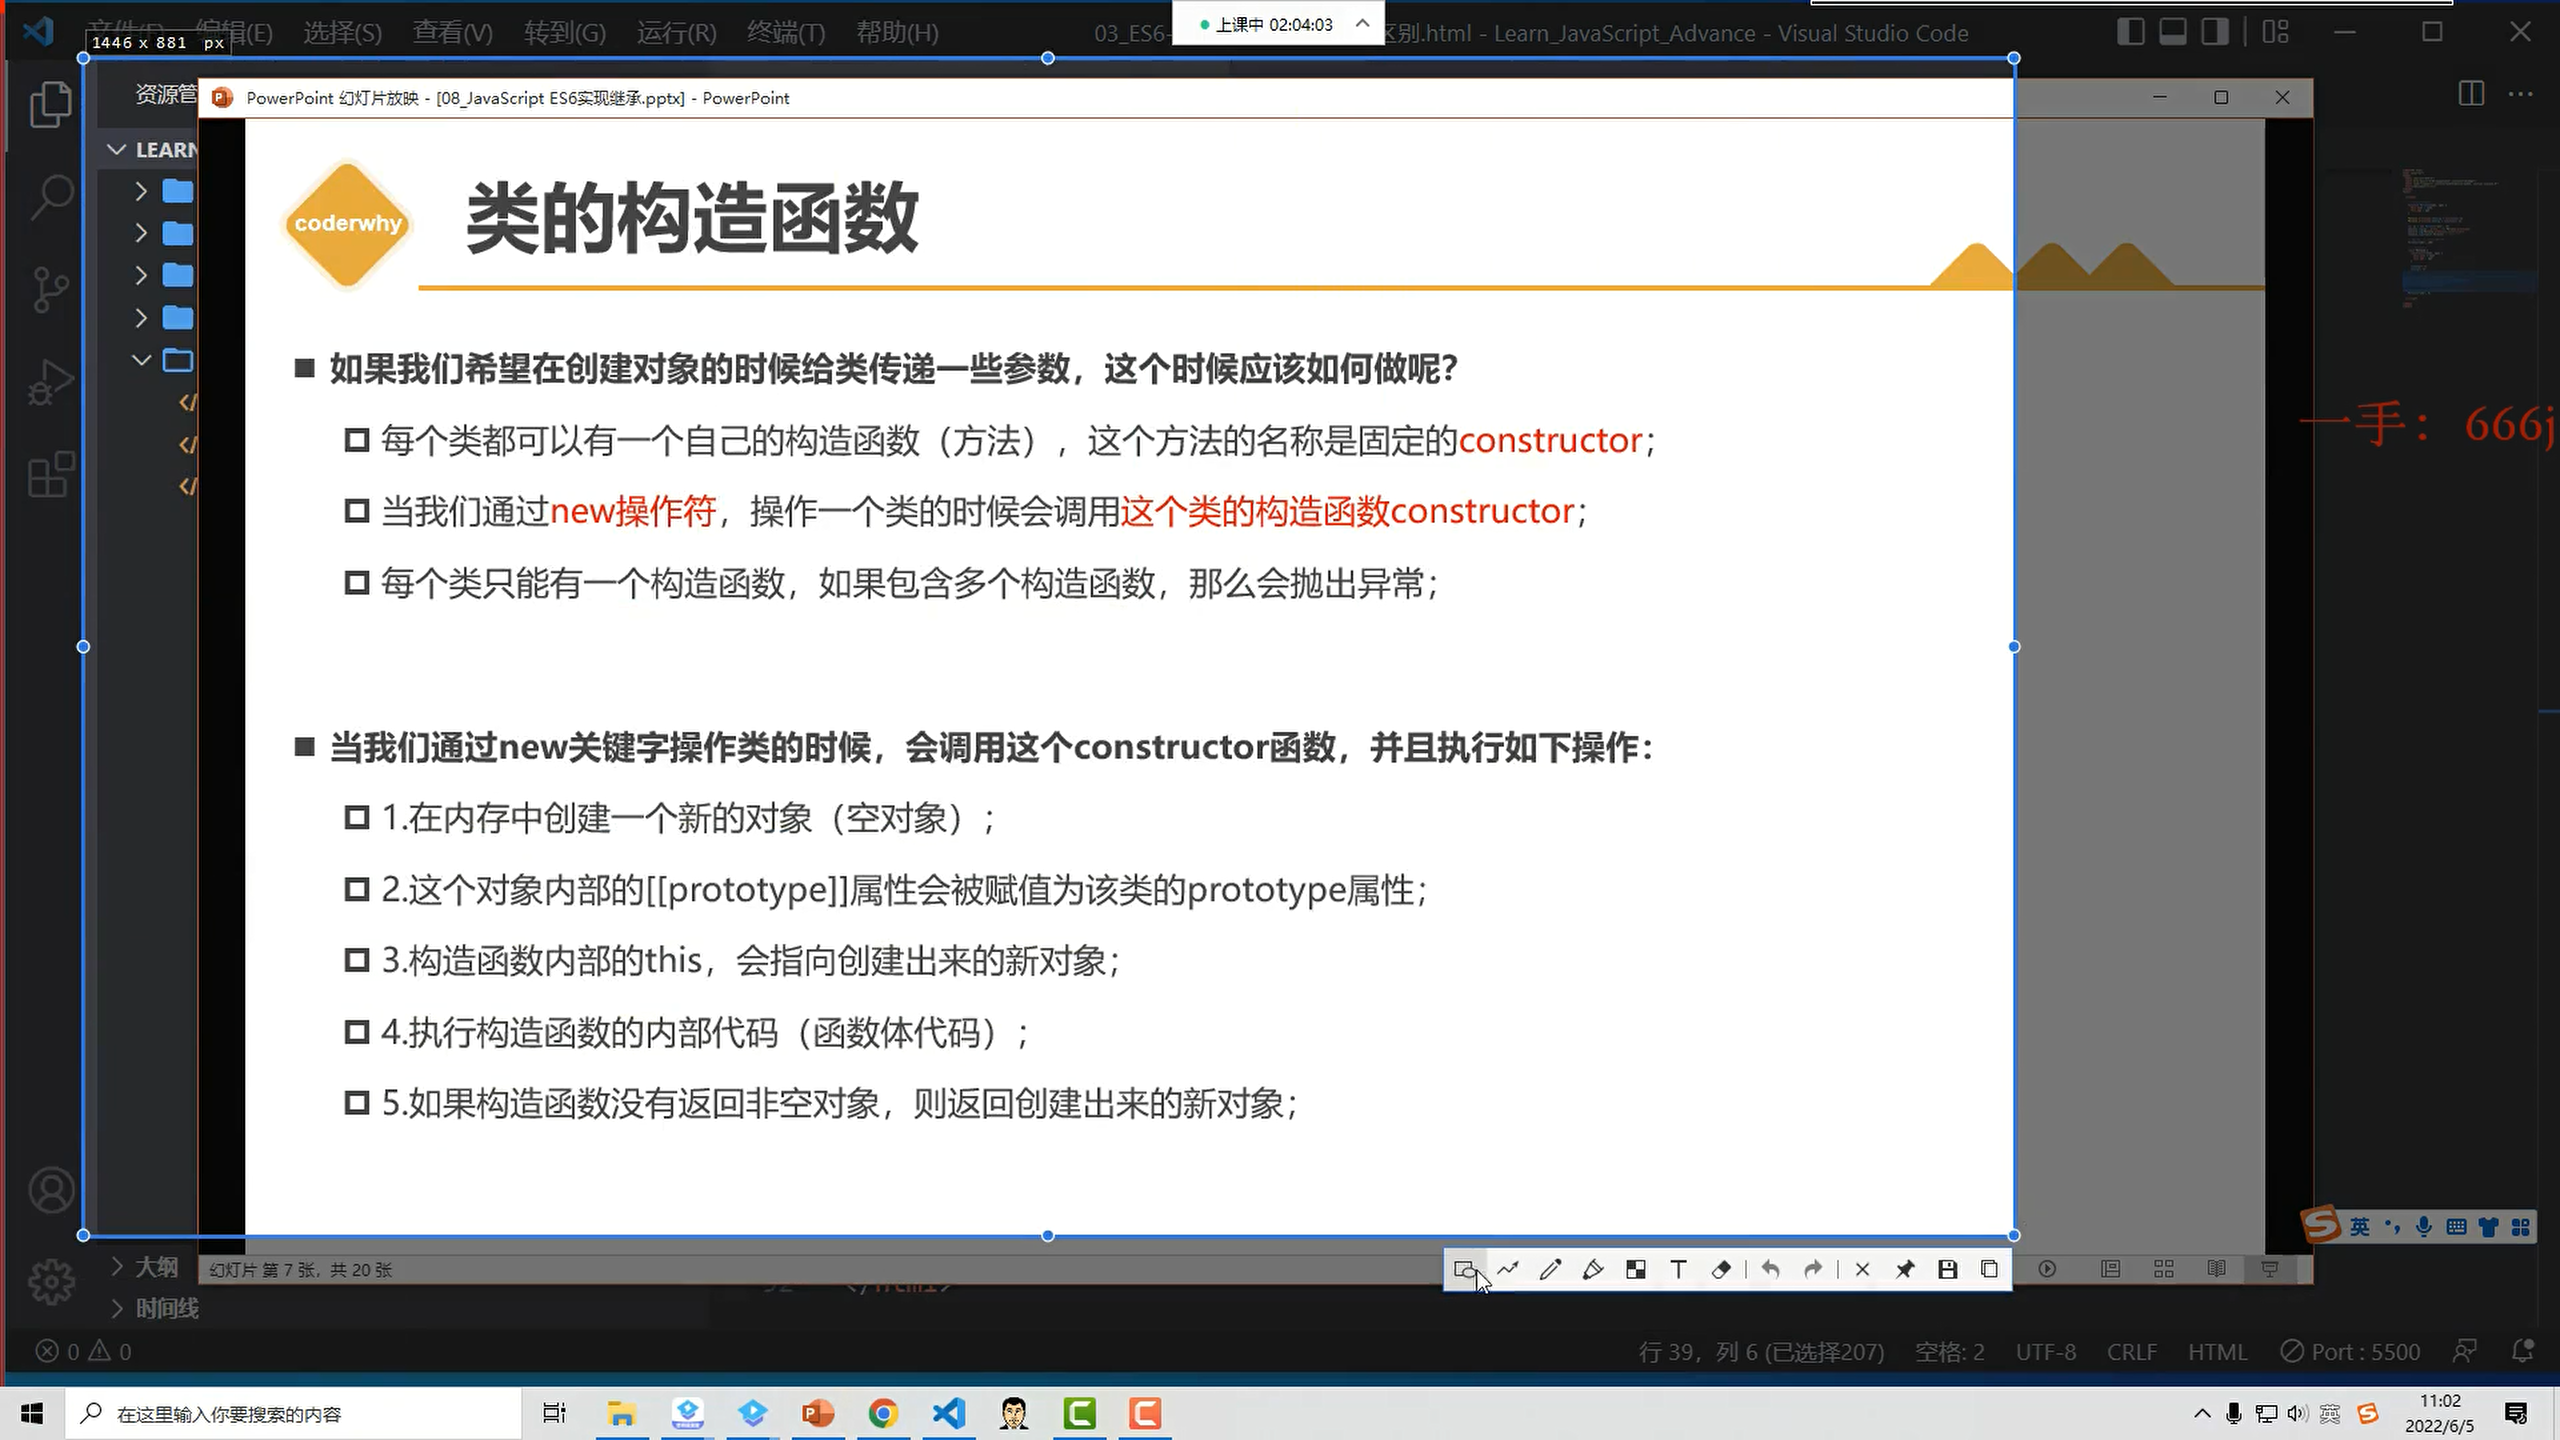 文件(F) 编辑(E) 选择(S) 查看(V) 转到(G) 运行(R) 终端(T) 帮助(H)
上课中 02:04:03
03_ES6- 区别.html - Learn_JavaScript_Advance - Visual Studio Code
1446 x 881 px
资源管
PowerPoint 幻灯片放映 - [08_JavaScript ES6实现继承.pptx] - PowerPoint
LEARN
coderwhy
类的构造函数
如果我们希望在创建对象的时候给类传递一些参数，这个时候应该如何做呢？
每个类都可以有一个自己的构造函数（方法），这个方法的名称是固定的constructor；
当我们通过new操作符，操作一个类的时候会调用这个类的构造函数constructor；
每个类只能有一个构造函数，如果包含多个构造函数，那么会抛出异常；
一手：666j
当我们通过new关键字操作类的时候，会调用这个constructor函数，并且执行如下操作：
1.在内存中创建一个新的对象（空对象）；
2.这个对象内部的[[prototype]]属性会被赋值为该类的prototype属性；
3.构造函数内部的this，会指向创建出来的新对象；
4.执行构造函数的内部代码（函数体代码）；
5.如果构造函数没有返回非空对象，则返回创建出来的新对象；
英
大纲
幻灯片 第 7 张，共 20 张
时间线
0 0
行 39，列 6 (已选择207) 空格: 2 UTF-8 CRLF HTML Port : 5500
在这里输入你要搜索的内容
英
11:02
2022/6/5